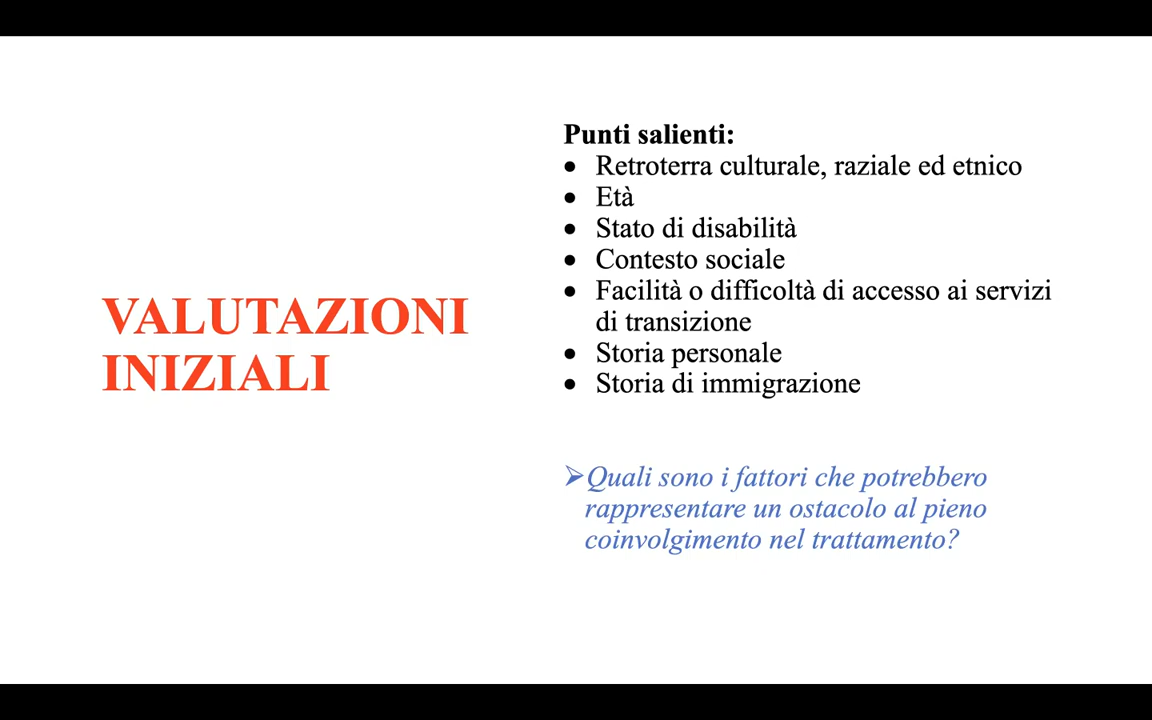 VALUTAZIONI
INIZIALI
Punti salienti:
• Retroterra culturale, raziale ed etnico
• Età
• Stato di disabilità
• Contesto sociale
• Facilità o difficoltà di accesso ai servizi
di transizione
• Storia personale
• Storia di immigrazione
➢Quali sono i fattori che potrebbero
rappresentare un ostacolo al pieno
coinvolgimento nel trattamento?